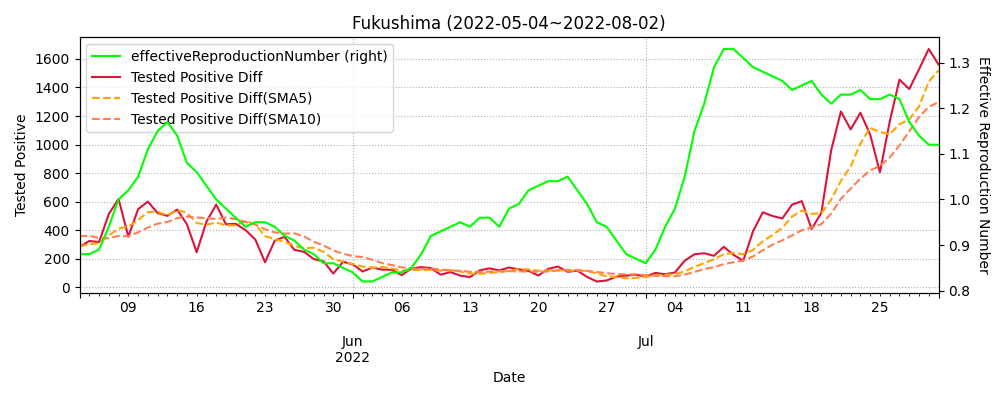 Fukushima (2022-05-04~2022-08-02)
effectiveReproductionNumber (right)
Tested Positive Diff
Tested Positive Diff(SMA5)
Tested Positive Diff(SMA10)
Tested Positive
1600
1400
1200
1000
800
600
400
200
0
Effective Reproduction Number
1.3
1.2
1.1
1.0
0.9
0.8
09 16 23 30 06 13 20 27 04 11 18 25
Jun Jul
2022
Date